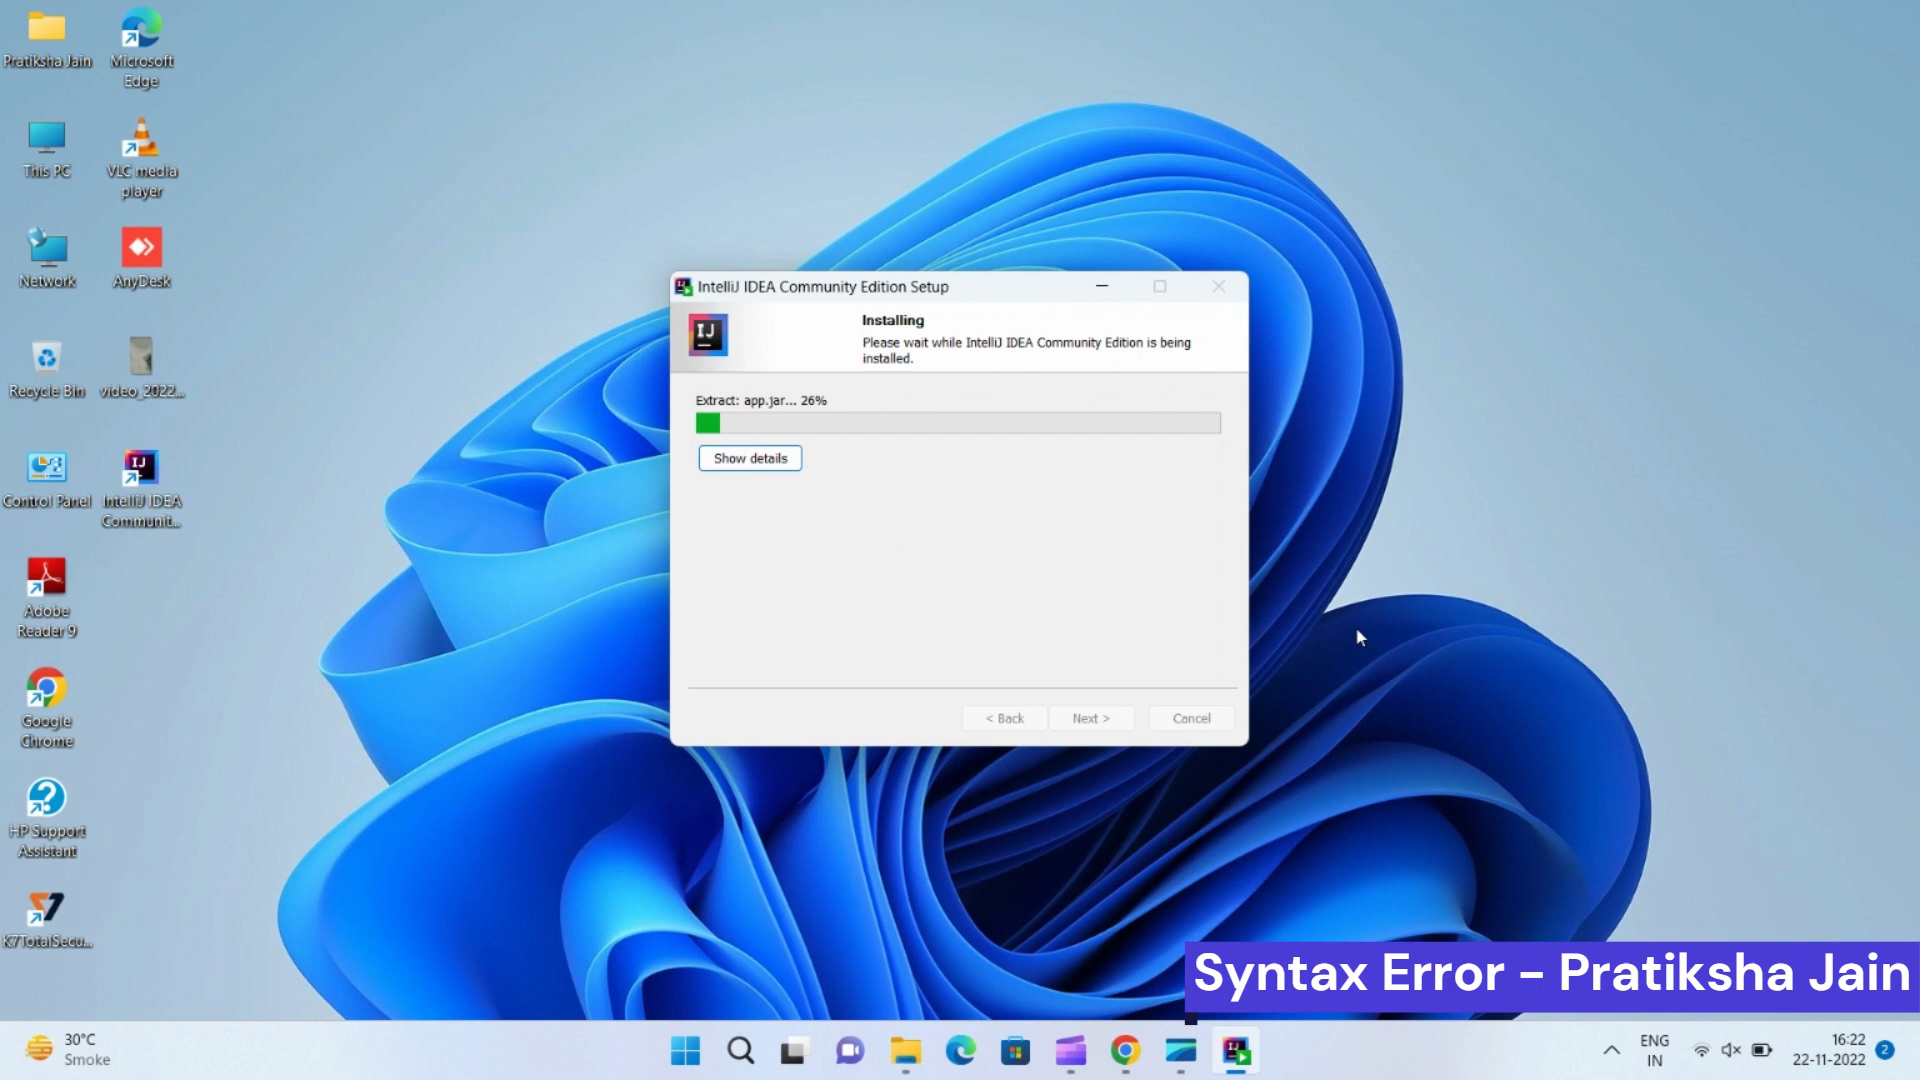 Pratiksha Jain
Microsoft
Edge
This PC
VLC media
player
Network
AnyDesk
Recycle Bin
video_2022...
Control Panel
IntelliJ IDEA
Communit...
Adobe
Reader 9
Google
Chrome
HP Support
Assistant
K7TotalSecu...
IntelliJ IDEA Community Edition Setup
IJ
Installing
Please wait while IntelliJ IDEA Community Edition is being
installed.
Extract: app.jar... 26%
Show details
< Back
Next >
Cancel
Syntax Error - Pratiksha Jain
30°C
Smoke
ENG
IN
16:22
22-11-2022
2